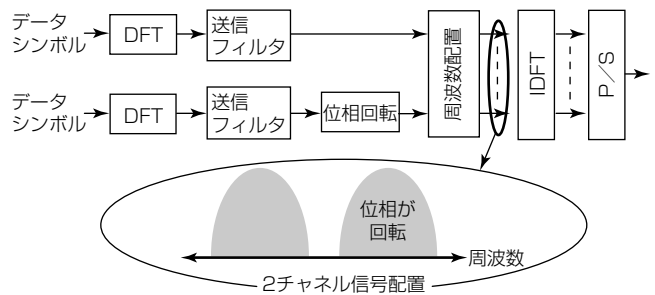 データ
シンボル
DFT
送信
フィルタ
データ
シンボル
DFT
送信
フィルタ
位相回転
周波数配置
IDFT
P／S
位相が
回転
周波数
2チャネル信号配置